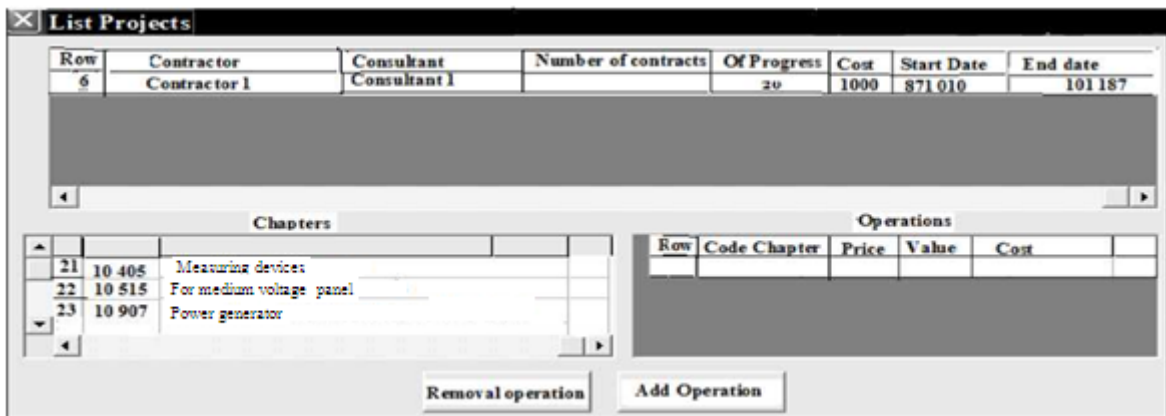 List Projects
Row Contractor Consultant Number of contracts Of Progress Cost Start Date End date
6 Contractor 1 Consultant 1 20 1000 871 010 101 187
Chapters
Operations
21 10 405 Measuring devices
22 10 515 For medium voltage panel
23 10 907 Power generator
Row Code Chapter Price Value Cost
Removal operation
Add Operation